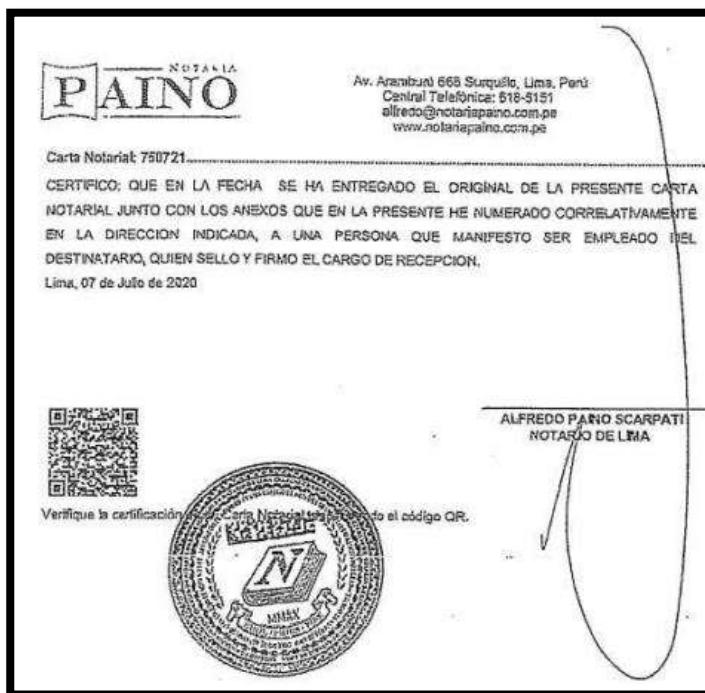 NOTARIA
PAINO
Av. Aramburú 668 Surquillo, Lima, Perú
Central Telefónica: 618-5151
alfredo@notariapaino.com.pe
www.notariapaino.com.pe
Carta Notarial: 750721
CERTIFICO: QUE EN LA FECHA SE HA ENTREGADO EL ORIGINAL DE LA PRESENTE CARTA
NOTARIAL JUNTO CON LOS ANEXOS QUE EN LA PRESENTE HE NUMERADO CORRELATIVAMENTE
EN LA DIRECCION INDICADA, A UNA PERSONA QUE MANIFESTO SER EMPLEADO DEL
DESTINATARIO, QUIEN SELLO Y FIRMO EL CARGO DE RECEPCION.
Lima, 07 de Julio de 2020
ALFREDO PAINO SCARPATI
NOTARIO DE LIMA
Verifique la certificación Carta Notarial el código QR.
N